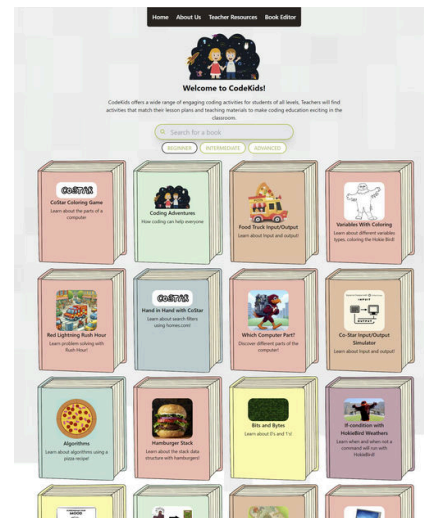 Home About Us Teacher Resources Book Editor
Welcome to CodeKids!
CodeKids offers a wide range of engaging coding activities for students of all levels, Teachers will find
activities that match their lesson plans and teaching materials to make coding education exciting in the
classroom.
Search for a book
BEGINNER INTERMEDIATE ADVANCED
COSTAR
CoStar Coloring Game
Learn about the parts of a
computer
Coding Adventures
How coding can help everyone
Food Truck Input/Output
Learn about Input and output!
Variables With Coloring
Learn about different variables
types, coloring the Hokie Bird!
Red Lightning Rush Hour
Learn problem solving with
Rush Hour!
COSTAR
Hand in Hand with CoStar
Learn about search filters
using homes.com!
Which Computer Part?
Discover different parts of the
computer!
INPUT
OUTPUT
Co-Star Input/Output
Simulator
Learn about Input and output!
Algorithms
Learn about algorithms using a
pizza recipe!
Hamburger Stack
Learn about the stack data
structure with hamburgers!
Bits and Bytes
Learn about 0's and 1's!
If-condition with
HokieBird Weathers
Learn when and when not a
command will run with
HokieBird!
MOOD